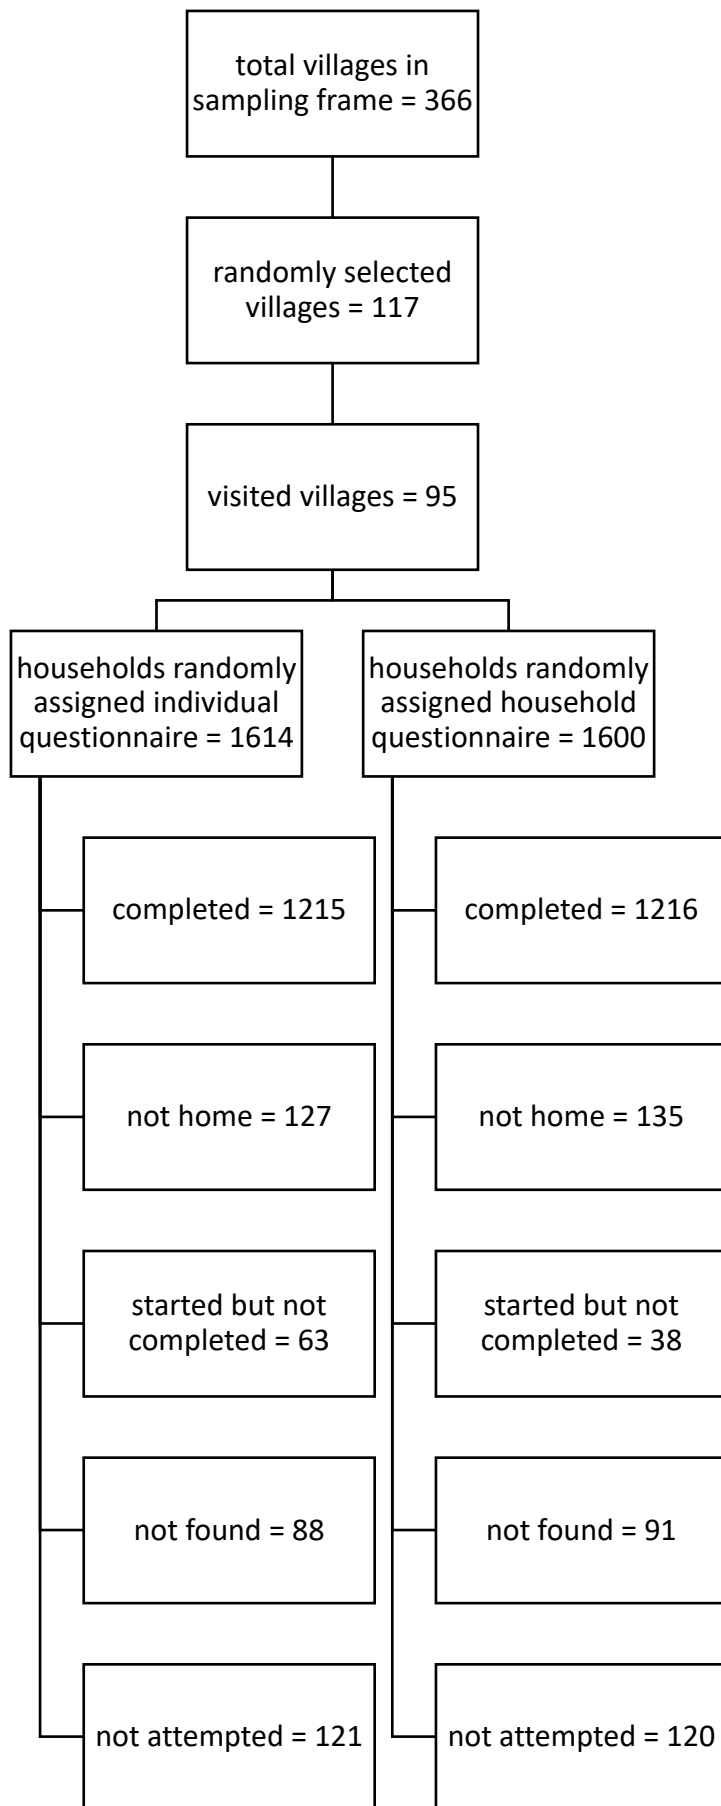 total villages in
sampling frame = 366
randomly selected
villages = 117
visited villages = 95
households randomly
assigned individual
questionnaire = 1614
households randomly
assigned household
questionnaire = 1600
completed = 1215
completed = 1216
not home = 127
not home = 135
started but not
completed = 63
started but not
completed = 38
not found = 88
not found = 91
not attempted = 121
not attempted = 120